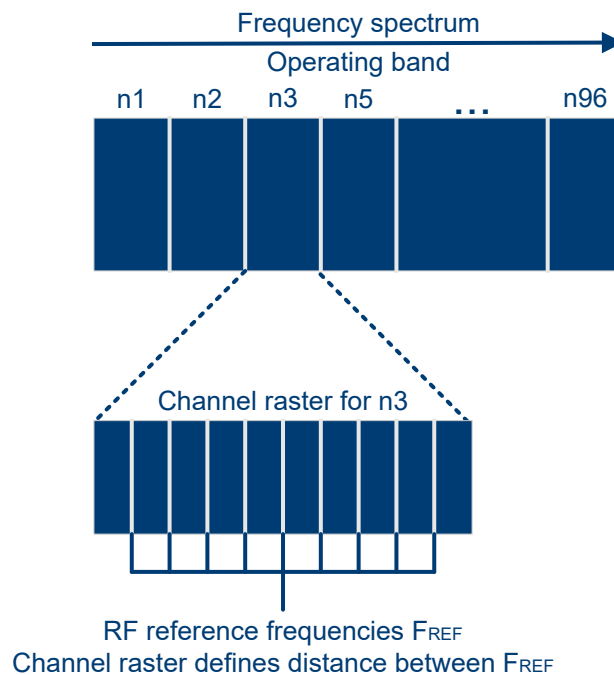 Frequency spectrum
Operating band
n1 n2 n3 n5 ... n96
Channel raster for n3
RF reference frequencies FREF
Channel raster defines distance between FREF